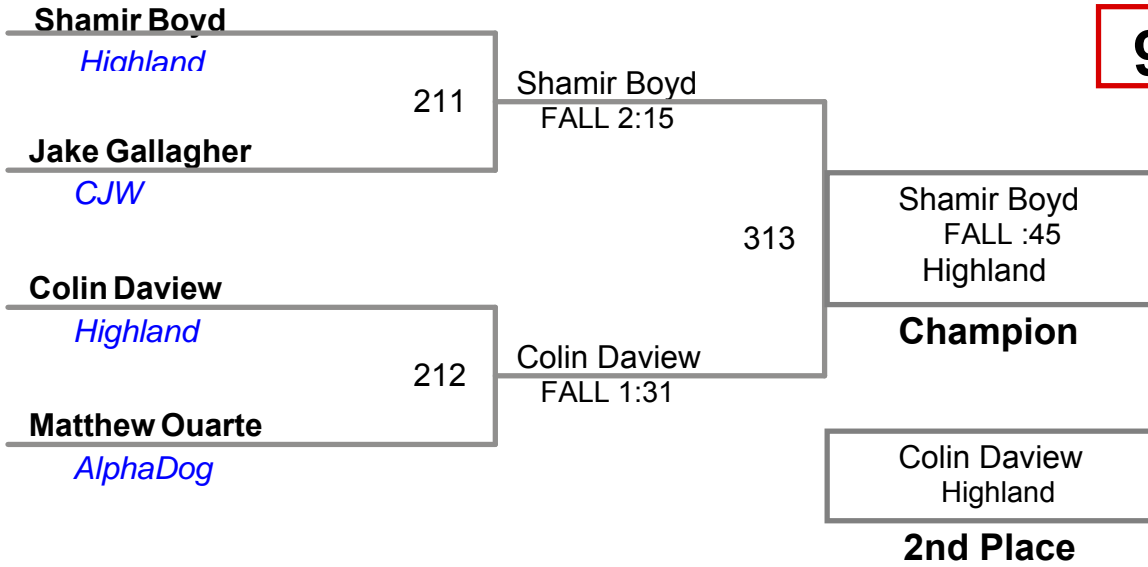 Shamir Boyd
Highland
211
Shamir Boyd
FALL 2:15
Jake Gallagher
CJW
313
Shamir Boyd
FALL :45
Highland
Champion
Colin Daview
Highland
212
Colin Daview
FALL 1:31
Matthew Ouarte
AlphaDog
Colin Daview
Highland
2nd Place